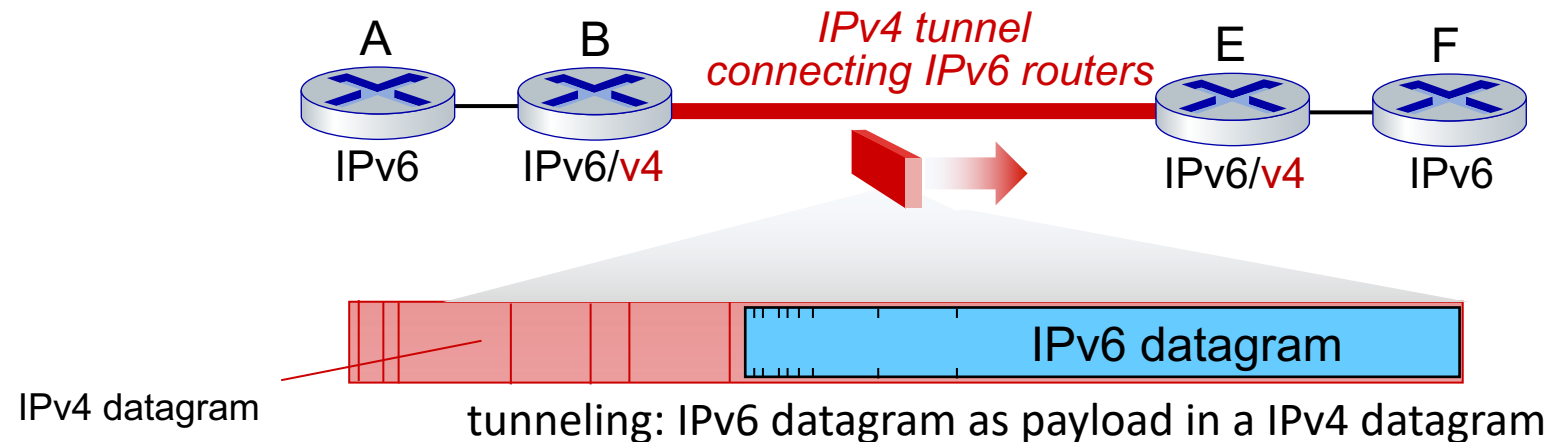 A
B
IPv4 tunnel
connecting IPv6 routers
E
F
IPv6
IPv6/v4
IPv6/v4
IPv6
IPv6 datagram
IPv4 datagram
tunneling: IPv6 datagram as payload in a IPv4 datagram